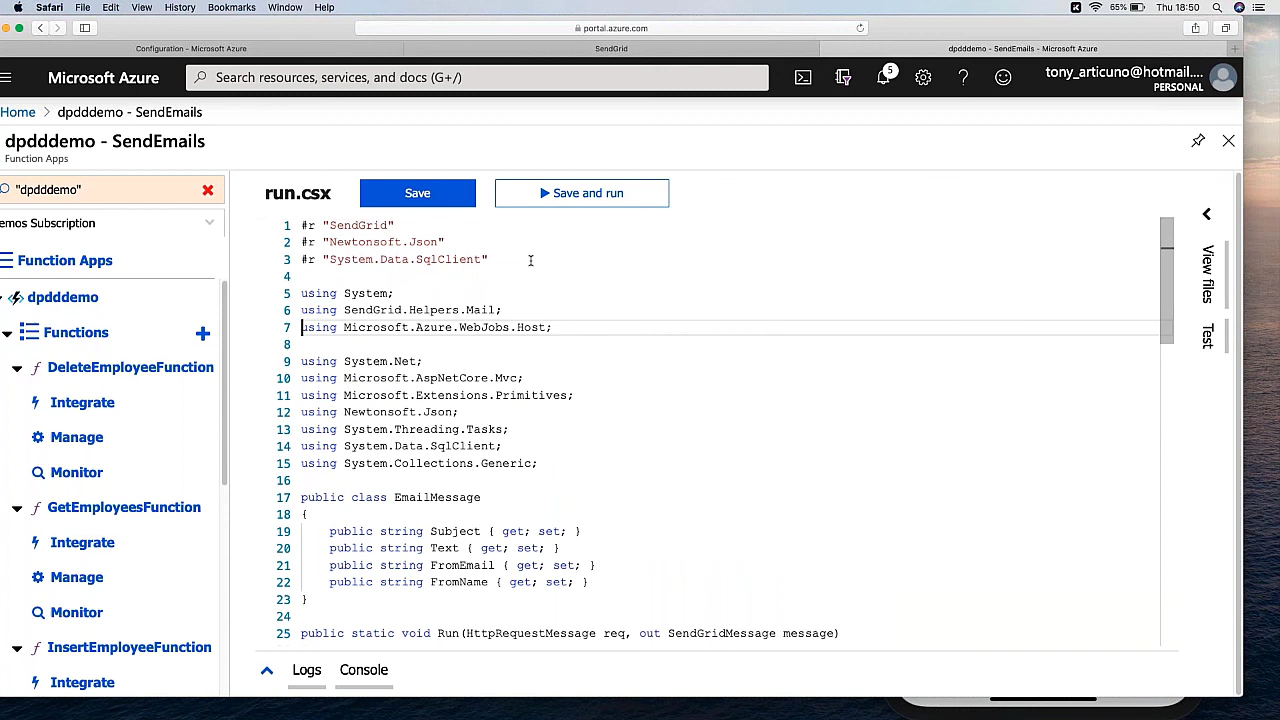 Safari File Edit View History Bookmarks Window Help 65% Thu 18:50
portal.azure.com
Configuration - Microsoft Azure SendGrid dpdddemo - SendEmails - Microsoft Azure
Microsoft Azure Search resources, services, and docs (G+/) 5 tony_articuno@hotmail....
PERSONAL
Home > dpdddemo - SendEmails
dpdddemo - SendEmails
Function Apps
"dpdddemo"
emos Subscription
Function Apps
dpdddemo
Functions
DeleteEmployeeFunction
Integrate
Manage
Monitor
GetEmployeesFunction
Integrate
Manage
Monitor
InsertEmployeeFunction
Integrate
run.csx Save Save and run
1 #r "SendGrid"
2 #r "Newtonsoft.Json"
3 #r "System.Data.SqlClient"
4
5 using System;
6 using SendGrid.Helpers.Mail;
7 using Microsoft.Azure.WebJobs.Host;
8
9 using System.Net;
10 using Microsoft.AspNetCore.Mvc;
11 using Microsoft.Extensions.Primitives;
12 using Newtonsoft.Json;
13 using System.Threading.Tasks;
14 using System.Data.SqlClient;
15 using System.Collections.Generic;
16
17 public class EmailMessage
18 {
19 public string Subject { get; set; }
20 public string Text { get; set; }
21 public string FromEmail { get; set; }
22 public string FromName { get; set; }
23 }
24
25 public static void Run(HttpRequestMessage req, out SendGridMessage message)
View files
Test
Logs Console